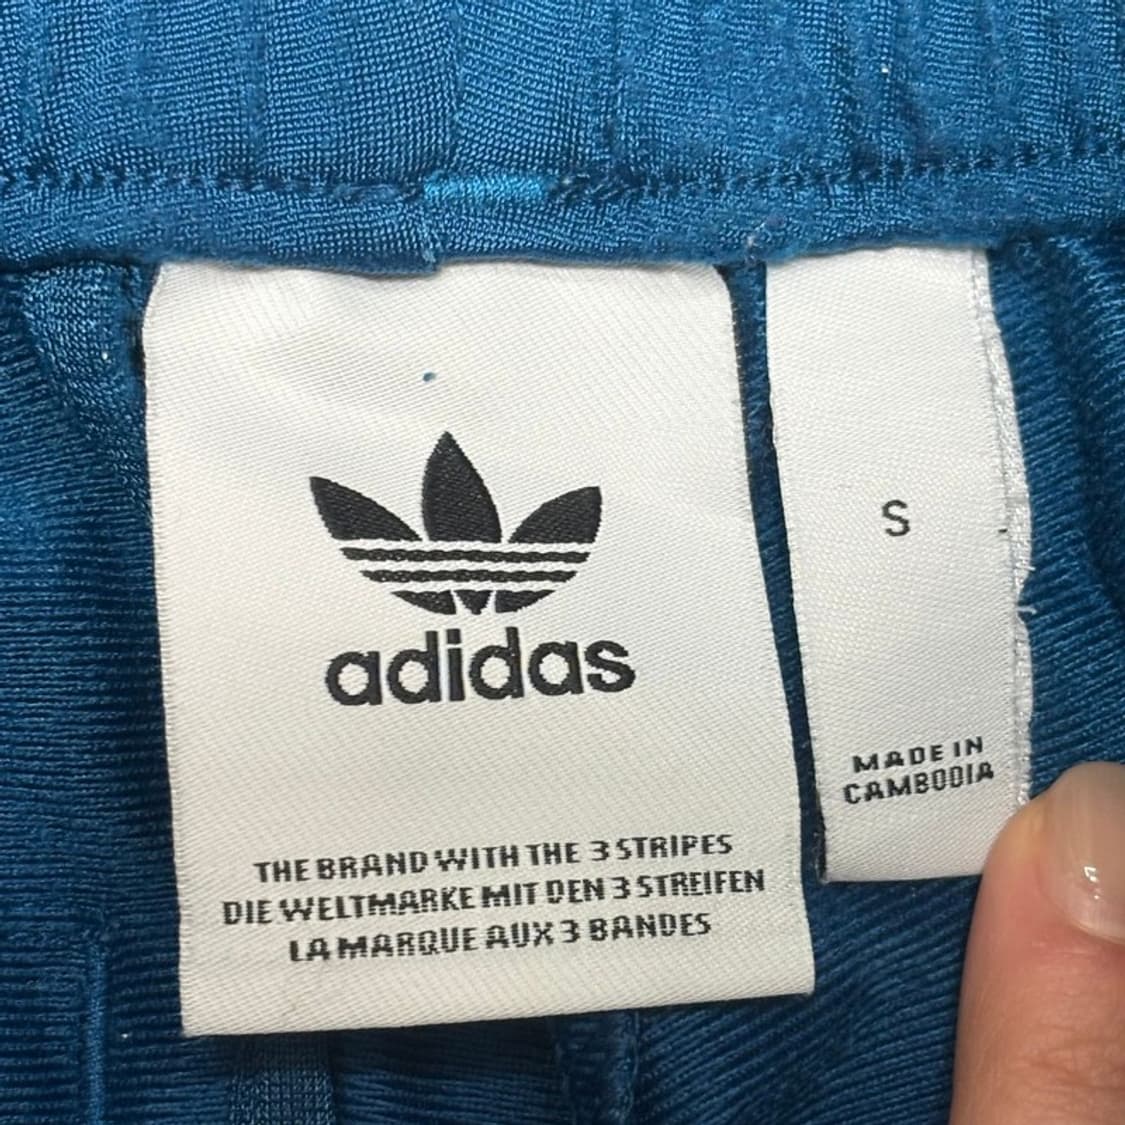 adidas
THE BRAND WITH THE 3 STRIPES
DIE WELTMARKE MIT DEN 3 STREIFEN
LA MARQUE AUX 3 BANDES
S
MADE IN
CAMBODIA